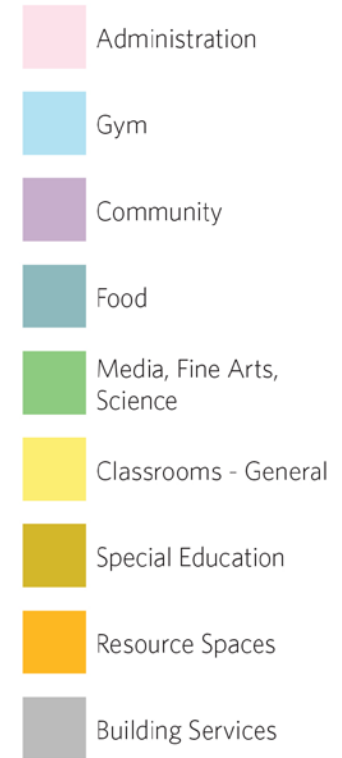 Administration
Gym
Community
Food
Media, Fine Arts,
Science
Classrooms - General
Special Education
Resource Spaces
Building Services